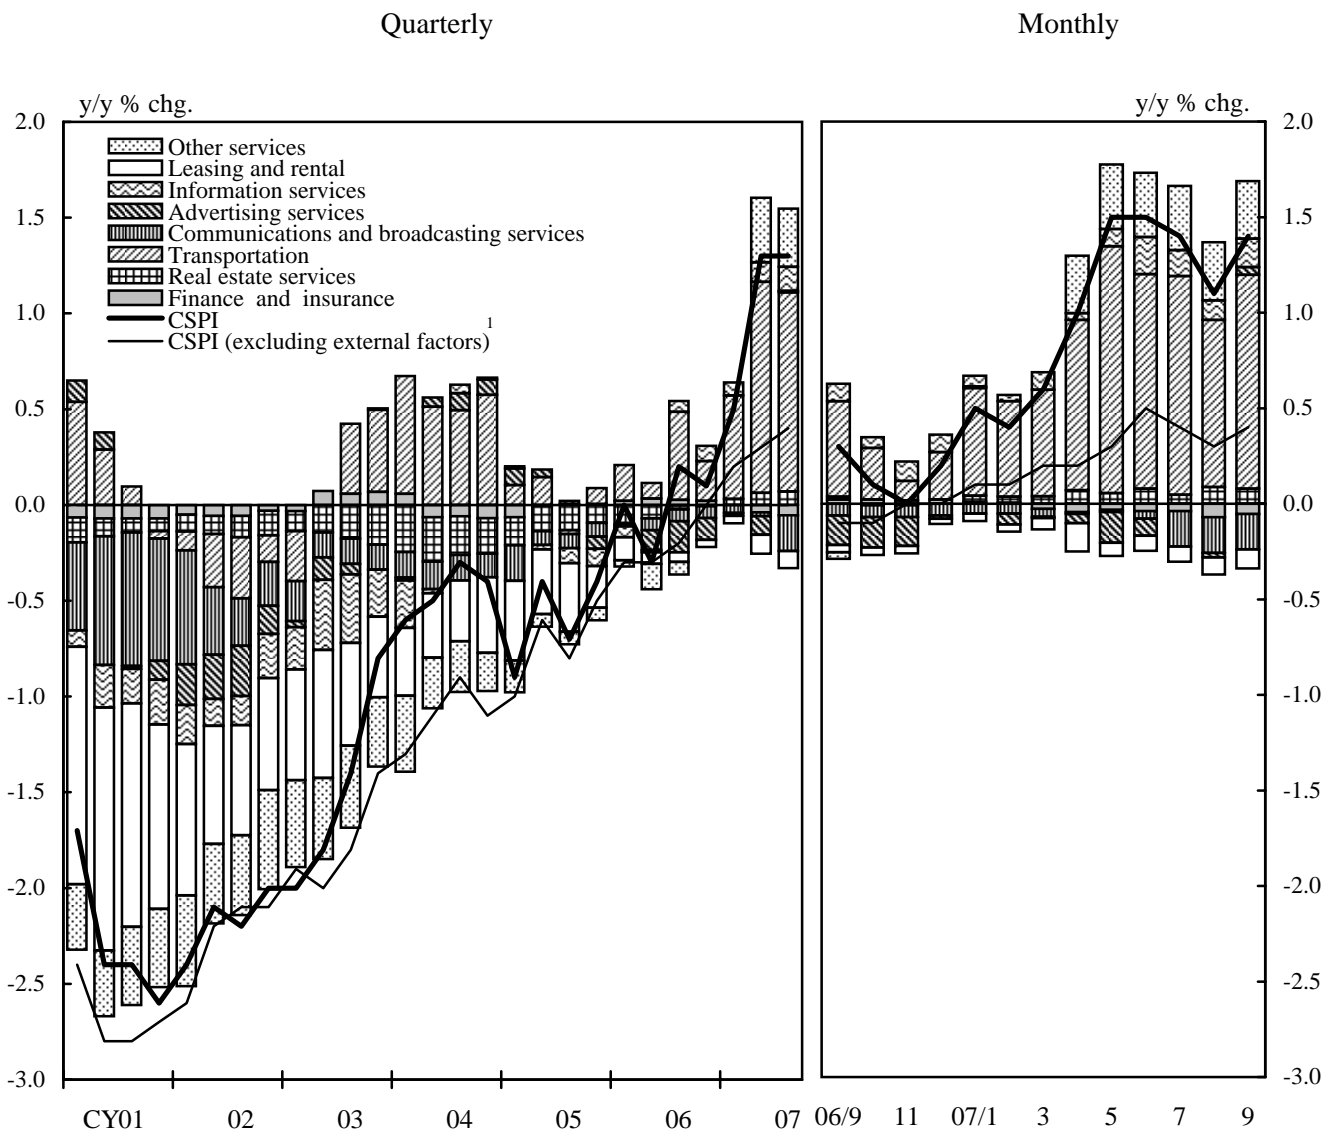 Quarterly
Monthly
y/y % chg.
y/y % chg.
2.0
1.5
1.0
0.5
0.0
-0.5
-1.0
-1.5
-2.0
-2.5
-3.0
Other services
Leasing and rental
Information services
Advertising services
Communications and broadcasting services
Transportation
Real estate services
Finance and insurance
CSPI
CSPI (excluding external factors)1
2.0
1.5
1.0
0.5
0.0
-0.5
-1.0
-1.5
-2.0
-2.5
-3.0
CY01 02 03 04 05 06 07
06/9 11 07/1 3 5 7 9